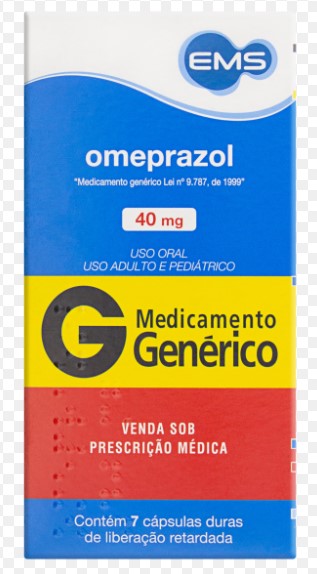 EMS
omeprazol
"Medicamento genérico Lei nº 9.787, de 1999"
40 mg
USO ORAL
USO ADULTO E PEDIÁTRICO
G Medicamento
Genérico
VENDA SOB
PRESCRIÇÃO MÉDICA
Contém 7 cápsulas duras
de liberação retardada